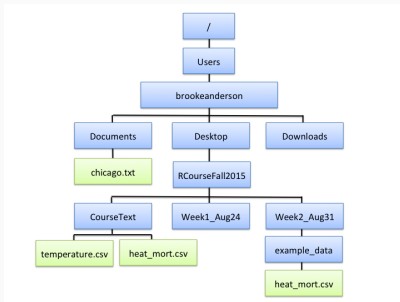 /
Users
brookeanderson
Documents
Desktop
Downloads
chicago.txt
RCourseFall2015
CourseText
Week1_Aug24
Week2_Aug31
temperature.csv
heat_mort.csv
example_data
heat_mort.csv